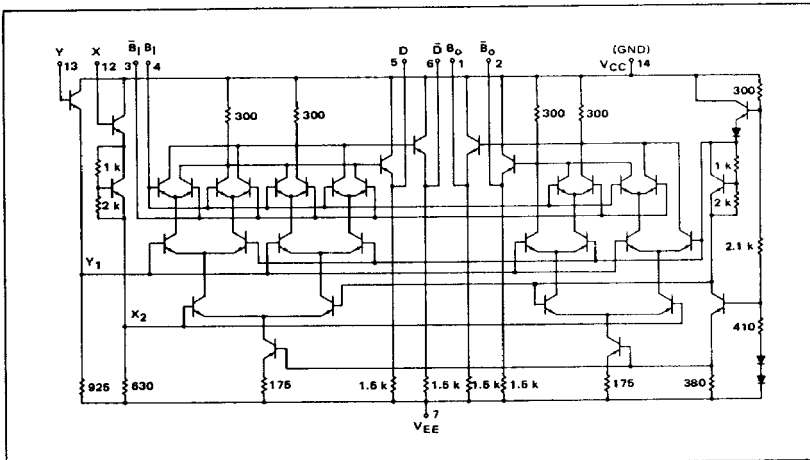 Y X B̅I BI D D̅ Bo B̅o (GND)
13 12 3 4 5 6 1 2 VCC 14
300 300 300 300 300
1 k 1 k
2 k 2 k
2.1 k
Y1
X2
410
925 630 175 1.5 k 1.5 k 1.5 k 1.5 k 175 380
7
VEE